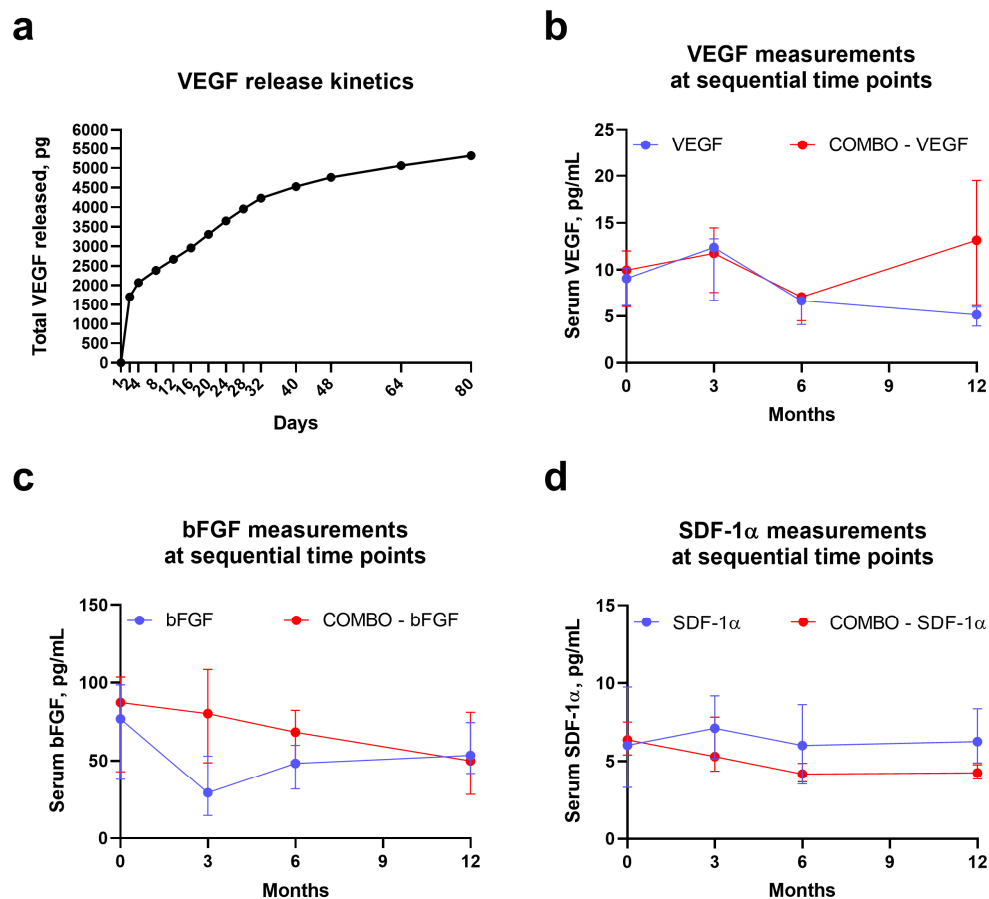 a
VEGF release kinetics
Total VEGF released, pg
6000
5500
5000
4500
4000
3500
3000
2500
2000
1500
1000
500
0
1 2 4 8 12 16 20 24 28 32 40 48 64 80
Days
b
VEGF measurements
at sequential time points
VEGF COMBO - VEGF
Serum VEGF, pg/mL
25
20
15
10
5
0
0 3 6 9 12
Months
c
bFGF measurements
at sequential time points
bFGF COMBO - bFGF
Serum bFGF, pg/mL
150
100
50
0
0 3 6 9 12
Months
d
SDF-1α measurements
at sequential time points
SDF-1α COMBO - SDF-1α
Serum SDF-1α, pg/mL
15
10
5
0
0 3 6 9 12
Months